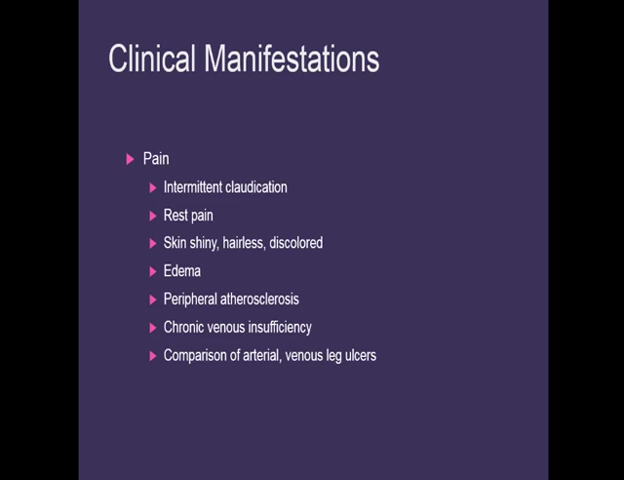 Clinical Manifestations
Pain
Intermittent claudication
Rest pain
Skin shiny, hairless, discolored
Edema
Peripheral atherosclerosis
Chronic venous insufficiency
Comparison of arterial, venous leg ulcers